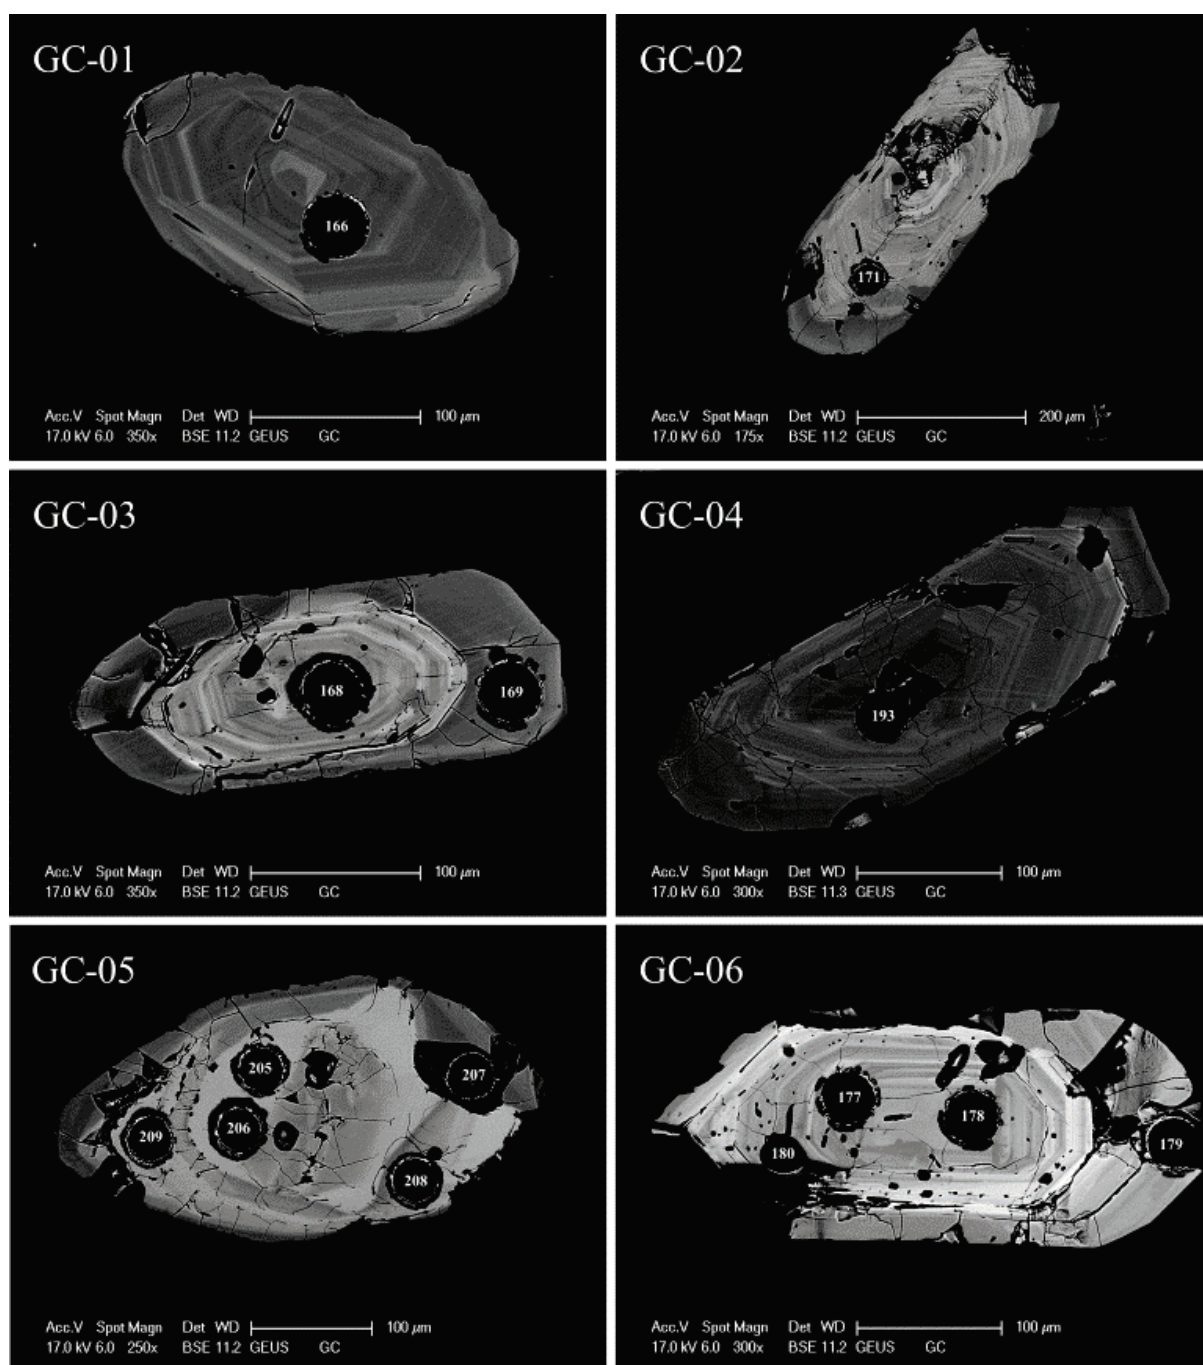 GC-01
166
Acc.V Spot Magn Det WD 100 µm
17.0 kV 6.0 350x BSE 11.2 GEUS GC
GC-02
171
Acc.V Spot Magn Det WD 200 µm
17.0 kV 6.0 175x BSE 11.2 GEUS GC
GC-03
168
169
Acc.V Spot Magn Det WD 100 µm
17.0 kV 6.0 350x BSE 11.2 GEUS GC
GC-04
193
Acc.V Spot Magn Det WD 100 µm
17.0 kV 6.0 300x BSE 11.3 GEUS GC
GC-05
205
207
206
209
208
Acc.V Spot Magn Det WD 100 µm
17.0 kV 6.0 250x BSE 11.2 GEUS GC
GC-06
177
178
179
180
Acc.V Spot Magn Det WD 100 µm
17.0 kV 6.0 300x BSE 11.2 GEUS GC